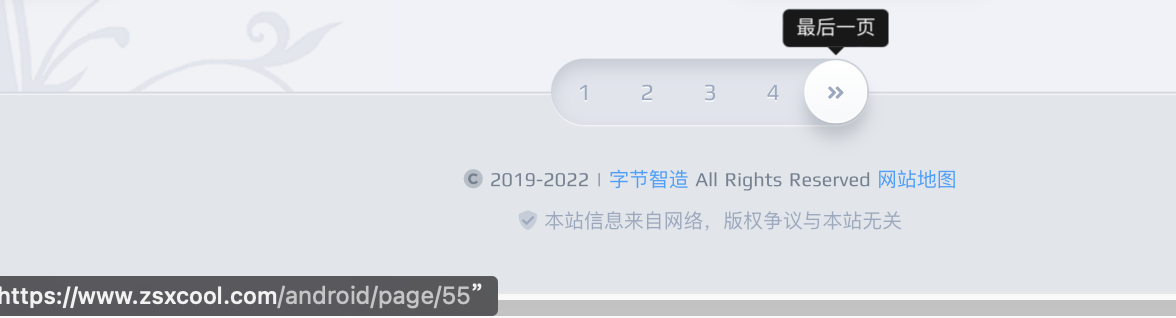 最后一页
1 2 3 4 »
© 2019-2022 | 字节智造 All Rights Reserved 网站地图
本站信息来自网络，版权争议与本站无关
https://www.zsxcool.com/android/page/55”